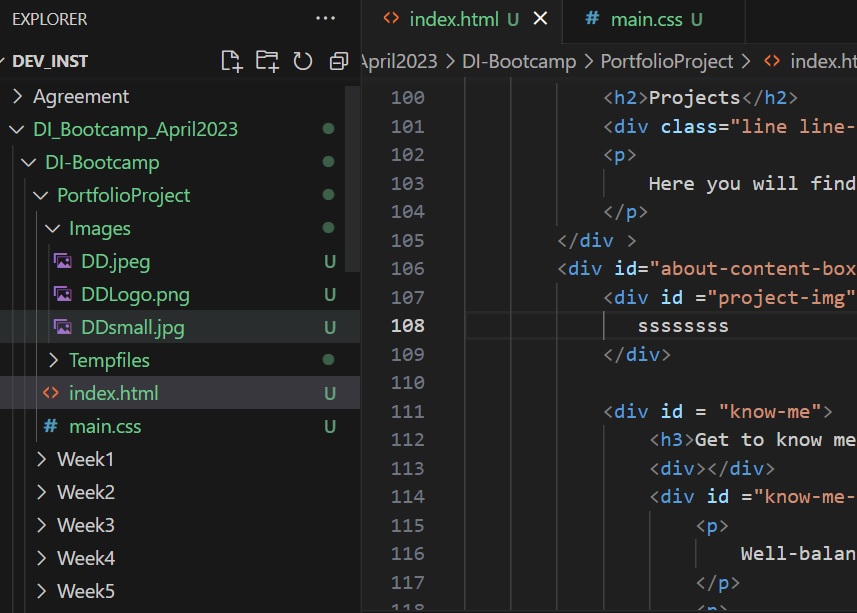 EXPLORER
DEV_INST
Agreement
DI_Bootcamp_April2023
DI-Bootcamp
PortfolioProject
Images
DD.jpeg U
DDLogo.png U
DDsmall.jpg U
Tempfiles
<> index.html U
# main.css U
Week1
Week2
Week3
Week4
Week5
<> index.html U ×
# main.css U
April2023 > DI-Bootcamp > PortfolioProject > <> index.ht
100 <h2>Projects</h2>
101 <div class="line line-
102 <p>
103 Here you will find
104 </p>
105 </div >
106 <div id="about-content-box
107 <div id ="project-img"
108 ssssssss
109 </div>
110
111 <div id = "know-me">
112 <h3>Get to know me
113 <div></div>
114 <div id ="know-me-
115 <p>
116 Well-balan
117 </p>
118 <p>